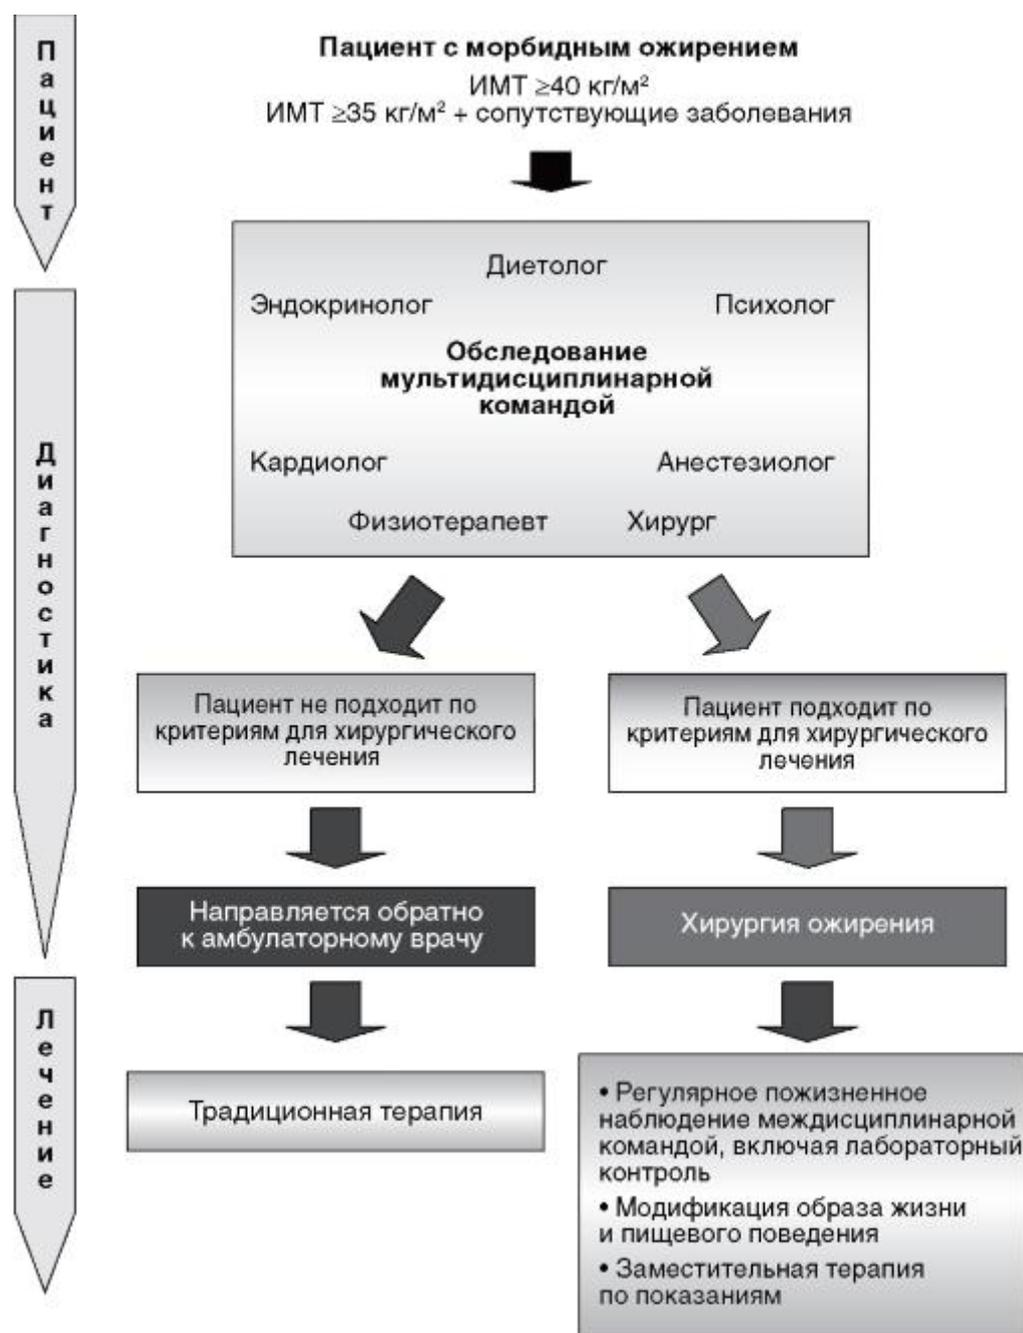 Пациент
Пациент с морбидным ожирением
ИМТ ≥40 кг/м²
ИМТ ≥35 кг/м² + сопутствующие заболевания
Диагностика
Диетолог
Эндокринолог
Психолог
Обследование
мультидисциплинарной
командой
Кардиолог
Анестезиолог
Физиотерапевт
Хирург
Пациент не подходит по
критериям для хирургического
лечения
Пациент подходит по
критериям для хирургического
лечения
Направляется обратно
к амбулаторному врачу
Хирургия ожирения
Лечение
Традиционная терапия
• Регулярное пожизненное
наблюдение междисциплинарной
командой, включая лабораторный
контроль
• Модификация образа жизни
и пищевого поведения
• Заместительная терапия
по показаниям